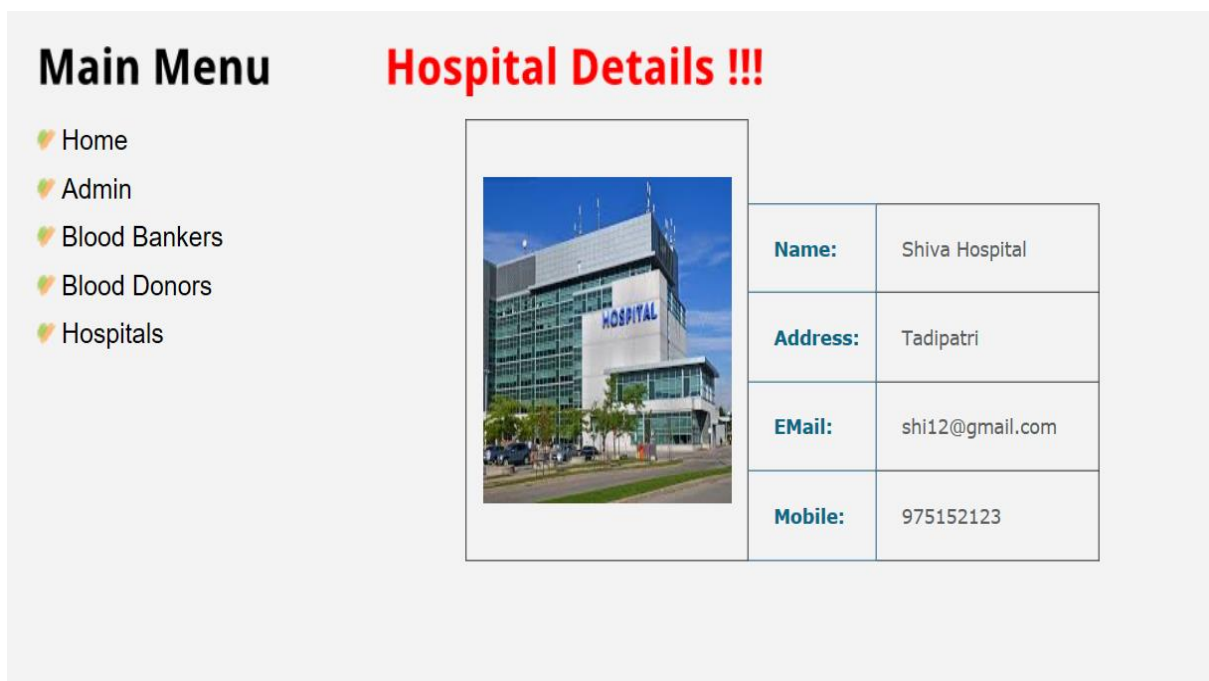 Main Menu
Home
Admin
Blood Bankers
Blood Donors
Hospitals
Hospital Details !!!
HOSPITAL
Name: Shiva Hospital
Address: Tadipatri
EMail: shi12@gmail.com
Mobile: 975152123